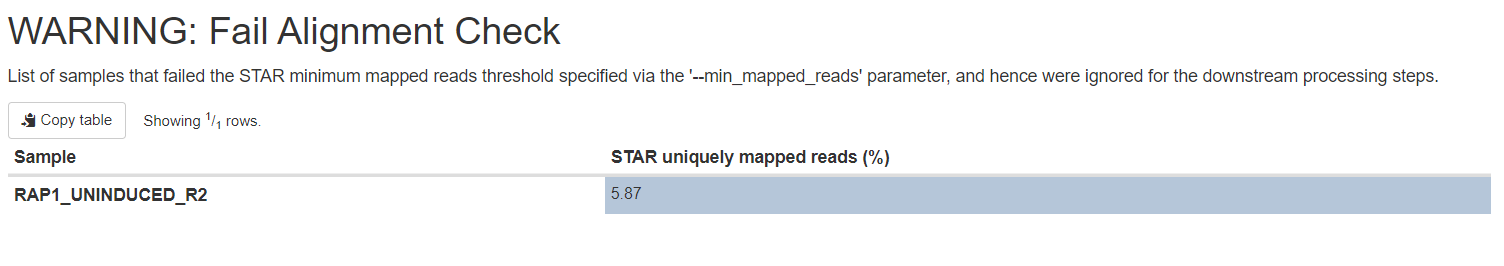 WARNING: Fail Alignment Check
List of samples that failed the STAR minimum mapped reads threshold specified via the '--min_mapped_reads' parameter, and hence were ignored for the downstream processing steps.
Copy table Showing 1/1 rows.
Sample STAR uniquely mapped reads (%)
RAP1_UNINDUCED_R2 5.87